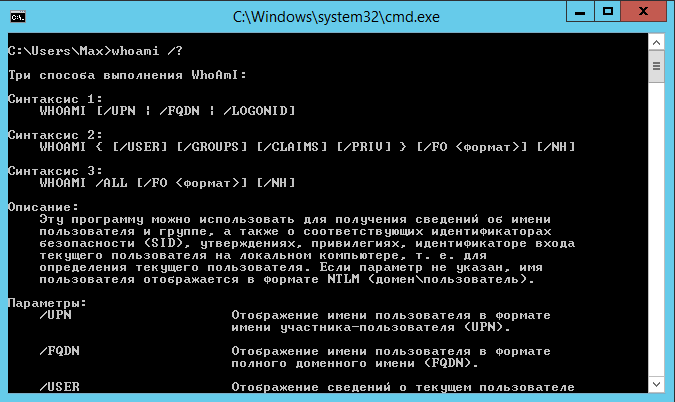 C:\Windows\system32\cmd.exe
C:\Users\Max>whoami /?
Три способа выполнения WhoAmI:
Синтаксис 1:
WHOAMI [/UPN | /FQDN | /LOGONID]
Синтаксис 2:
WHOAMI { [/USER] [/GROUPS] [/CLAIMS] [/PRIV] } [/FO <формат>] [/NH]
Синтаксис 3:
WHOAMI /ALL [/FO <формат>] [/NH]
Описание:
Эту программу можно использовать для получения сведений об имени
пользователя и группе, а также о соответствующих идентификаторах
безопасности (SID), утверждениях, привилегиях, идентификаторе входа
текущего пользователя на локальном компьютере, т. е. для
определения текущего пользователя. Если параметр не указан, имя
пользователя отображается в формате NTLM (домен\пользователь).
Параметры:
/UPN Отображение имени пользователя в формате
имени участника-пользователя (UPN).
/FQDN Отображение имени пользователя в формате
полного доменного имени (FQDN).
/USER Отображение сведений о текущем пользователе